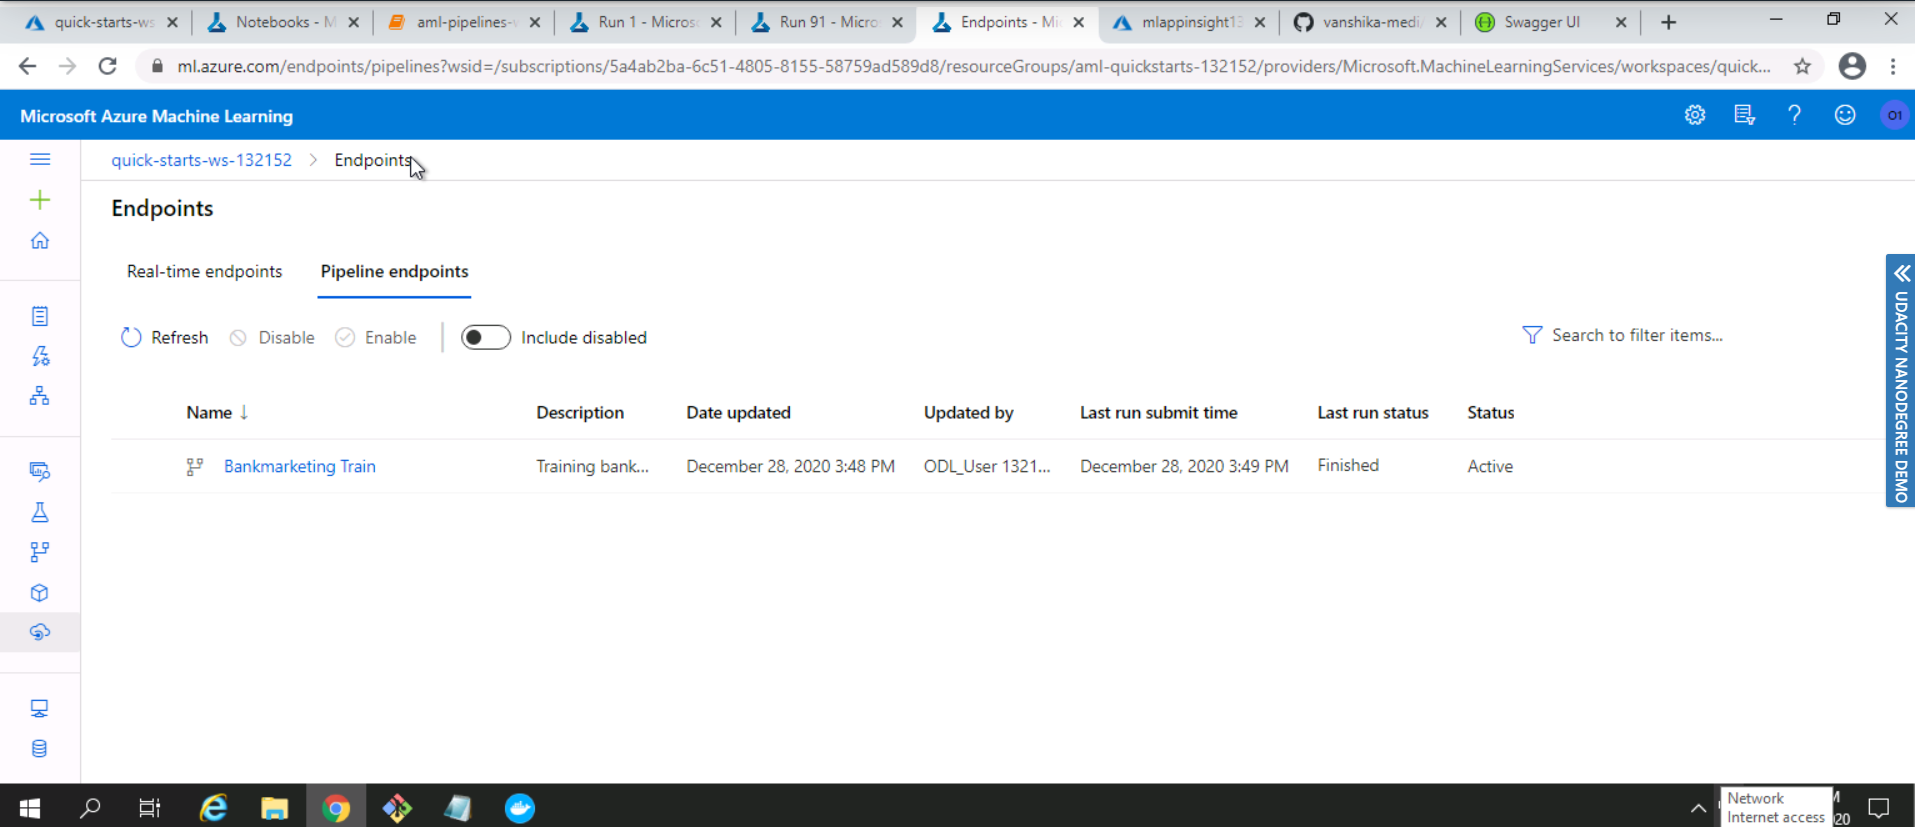 quick-starts-ws Notebooks - M aml-pipelines-v Run 1 - Micros Run 91 - Micro Endpoints - Mic mlappinsight13 vanshika-medi/ Swagger UI
ml.azure.com/endpoints/pipelines?wsid=/subscriptions/5a4ab2ba-6c51-4805-8155-58759ad589d8/resourceGroups/aml-quickstarts-132152/providers/Microsoft.MachineLearningServices/workspaces/quick...
Microsoft Azure Machine Learning
O1
quick-starts-ws-132152 > Endpoints
Endpoints
Real-time endpoints Pipeline endpoints
Refresh Disable Enable Include disabled Search to filter items...
UDACITY NANODEGREE DEMO
Name ↓ Description Date updated Updated by Last run submit time Last run status Status
Bankmarketing Train Training bank... December 28, 2020 3:48 PM ODL_User 1321... December 28, 2020 3:49 PM Finished Active
Network
Internet access